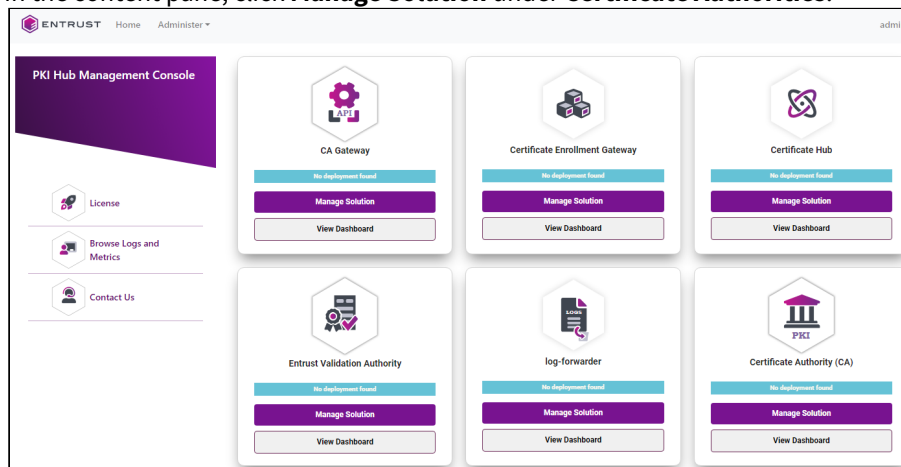 In the content pane, click Manage Solution under Certificate Authorities.
ENTRUST Home Administer
admi
PKI Hub Management Console
License
Browse Logs and
Metrics
Contact Us
API
CA Gateway
No deployment found
Manage Solution
View Dashboard
Certificate Enrollment Gateway
No deployment found
Manage Solution
View Dashboard
Certificate Hub
No deployment found
Manage Solution
View Dashboard
Entrust Validation Authority
No deployment found
Manage Solution
View Dashboard
LOGS
log-forwarder
No deployment found
Manage Solution
View Dashboard
PKI
Certificate Authority (CA)
No deployment found
Manage Solution
View Dashboard